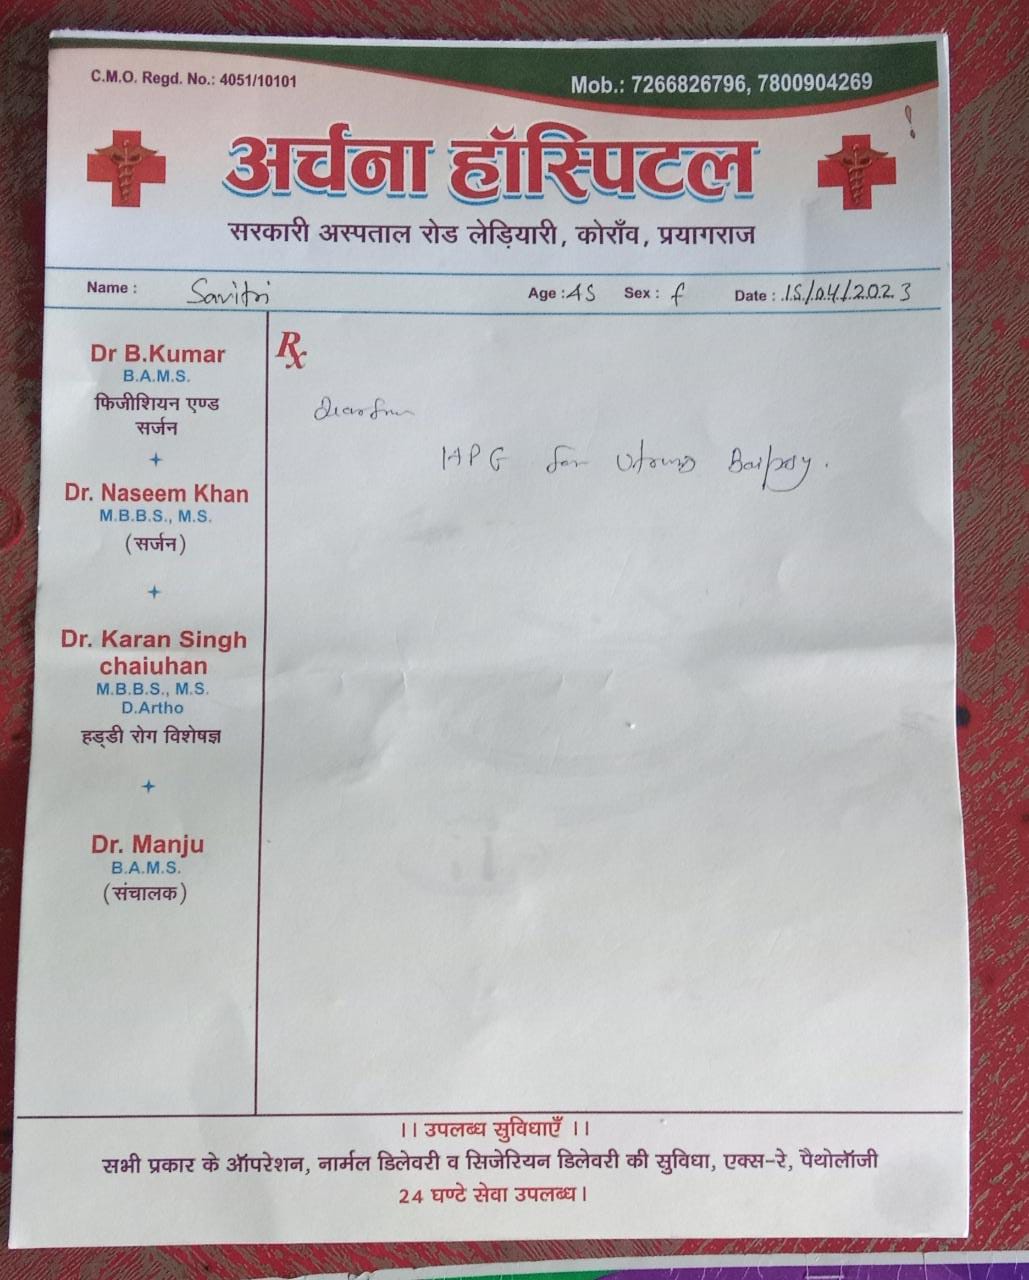 C.M.O. Regd. No.: 4051/10101
Mob.: 7266826796, 7800904269
अर्चना हॉस्पिटल
सरकारी अस्पताल रोड लेड़ियारी, कोराँव, प्रयागराज
Name : Savitri Age : 45 Sex : f Date : 15/04/2023
Dr B.Kumar
B.A.M.S.
फिजीशियन एण्ड
सर्जन
Dr. Naseem Khan
M.B.B.S., M.S.
(सर्जन)
Dr. Karan Singh
chaiuhan
M.B.B.S., M.S.
D.Artho
हड्डी रोग विशेषज्ञ
Dr. Manju
B.A.M.S.
(संचालक)
Rx
HPG for Utrus Baipsy.
।। उपलब्ध सुविधाएँ ।।
सभी प्रकार के ऑपरेशन, नार्मल डिलेवरी व सिजेरियन डिलेवरी की सुविधा, एक्स-रे, पैथोलॉजी
24 घण्टे सेवा उपलब्ध।